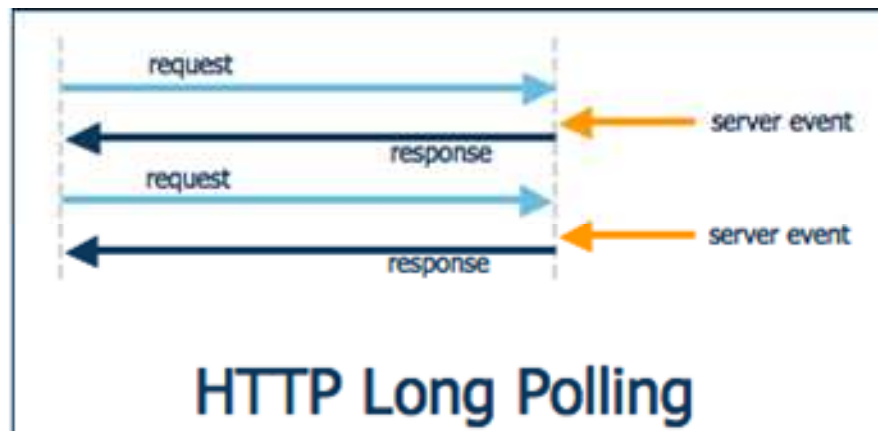 request
server event
response
request
server event
response
HTTP Long Polling